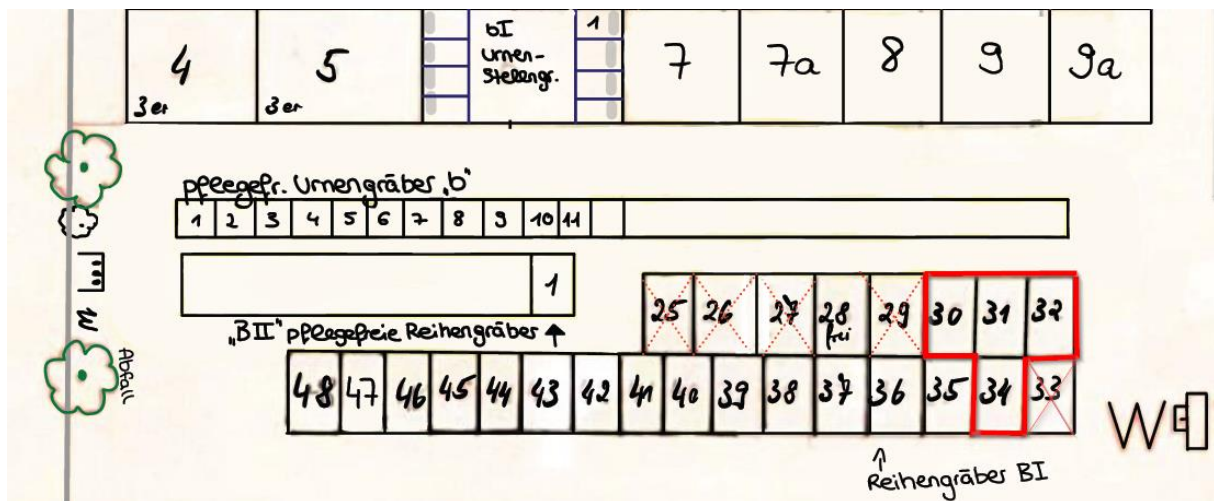 4
3er
5
3er
bI
Urnen-
Stelengr.
1
7
7a
8
9
9a
pflegefr. Urnengräber „b"
1 2 3 4 5 6 7 8 9 10 11
1
„BII" pflegefreie Reihengräber
W
Abfall
25 26 27 28 29 30 31 32
frei
48 47 46 45 44 43 42 41 40 39 38 37 36 35 34 33
W
Reihengräber BI